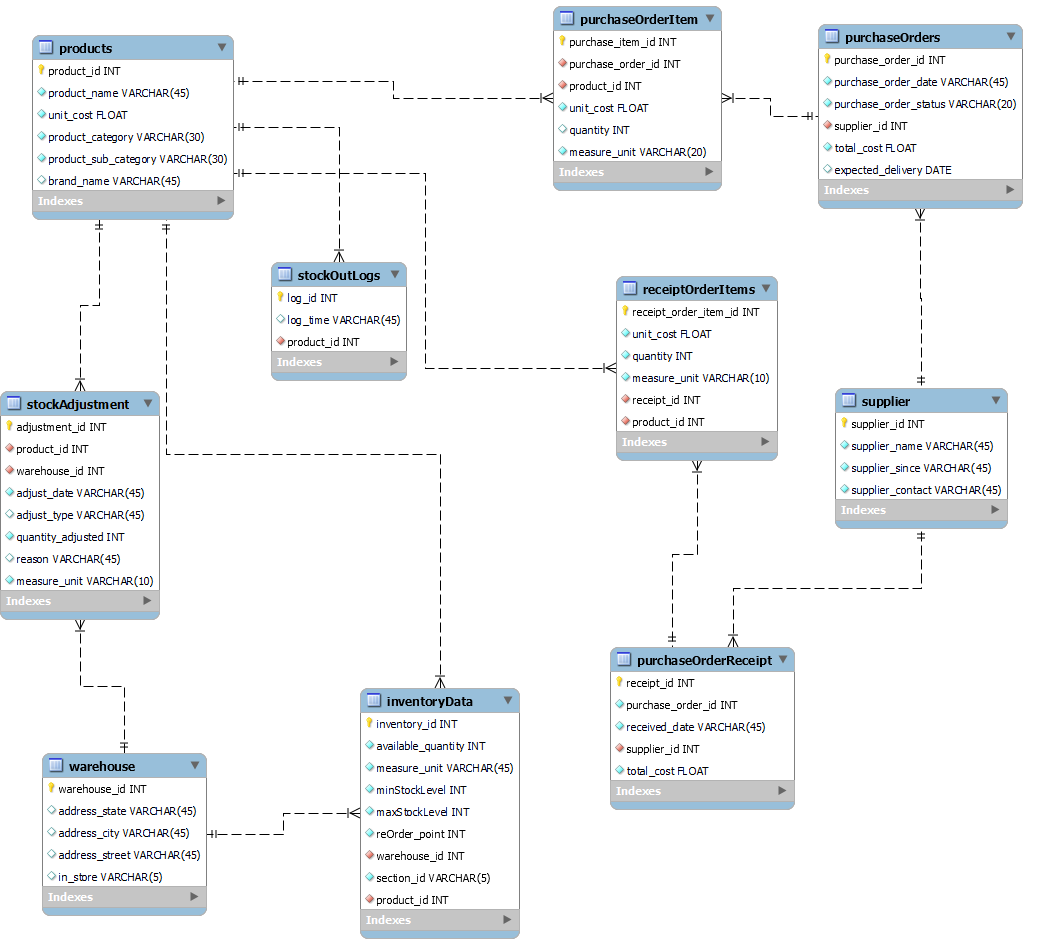 products
product_id INT
product_name VARCHAR(45)
unit_cost FLOAT
product_category VARCHAR(30)
product_sub_category VARCHAR(30)
brand_name VARCHAR(45)
Indexes
purchaseOrderItem
purchase_item_id INT
purchase_order_id INT
product_id INT
unit_cost FLOAT
quantity INT
measure_unit VARCHAR(20)
Indexes
purchaseOrders
purchase_order_id INT
purchase_order_date VARCHAR(45)
purchase_order_status VARCHAR(20)
supplier_id INT
total_cost FLOAT
expected_delivery DATE
Indexes
stockOutLogs
log_id INT
log_time VARCHAR(45)
product_id INT
Indexes
receiptOrderItems
receipt_order_item_id INT
unit_cost FLOAT
quantity INT
measure_unit VARCHAR(10)
receipt_id INT
product_id INT
Indexes
stockAdjustment
adjustment_id INT
product_id INT
warehouse_id INT
adjust_date VARCHAR(45)
adjust_type VARCHAR(45)
quantity_adjusted INT
reason VARCHAR(45)
measure_unit VARCHAR(10)
Indexes
supplier
supplier_id INT
supplier_name VARCHAR(45)
supplier_since VARCHAR(45)
supplier_contact VARCHAR(45)
Indexes
purchaseOrderReceipt
receipt_id INT
purchase_order_id INT
received_date VARCHAR(45)
supplier_id INT
total_cost FLOAT
Indexes
inventoryData
inventory_id INT
available_quantity INT
measure_unit VARCHAR(45)
minStockLevel INT
maxStockLevel INT
reOrder_point INT
warehouse_id INT
section_id VARCHAR(5)
product_id INT
Indexes
warehouse
warehouse_id INT
address_state VARCHAR(45)
address_city VARCHAR(45)
address_street VARCHAR(45)
in_store VARCHAR(5)
Indexes